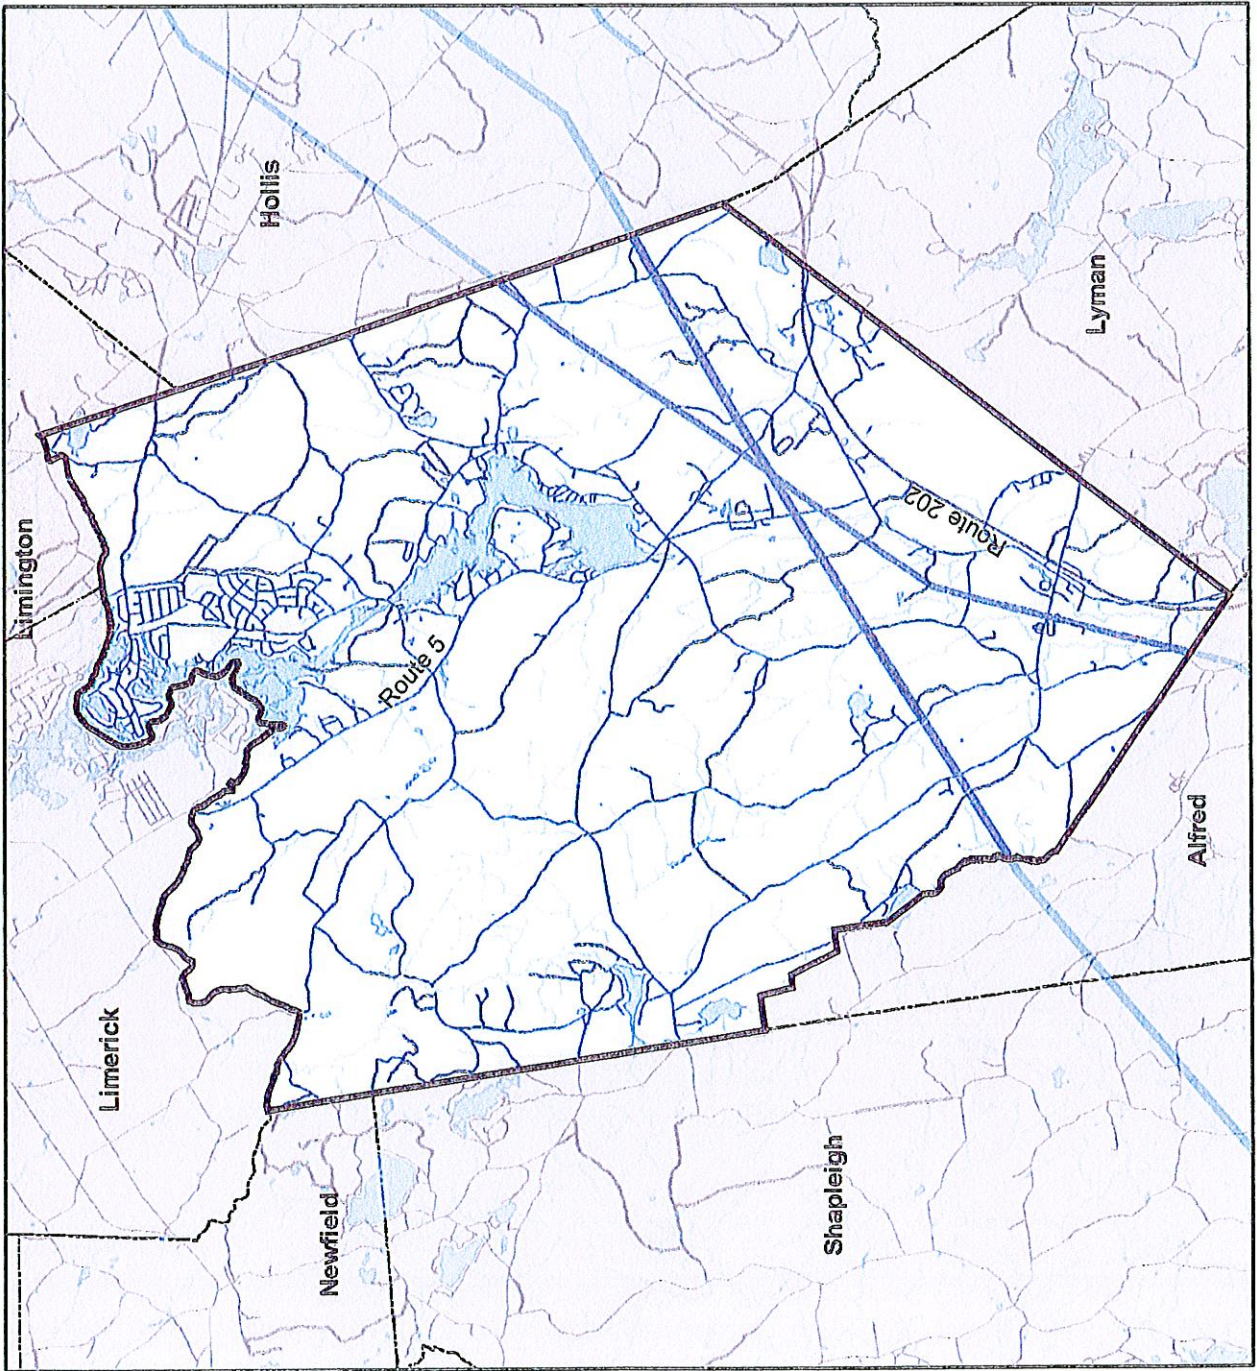 Limington
Hollis
Limerick
Newfield
Route 5
Route 202
Lyman
Shapleigh
Alfred